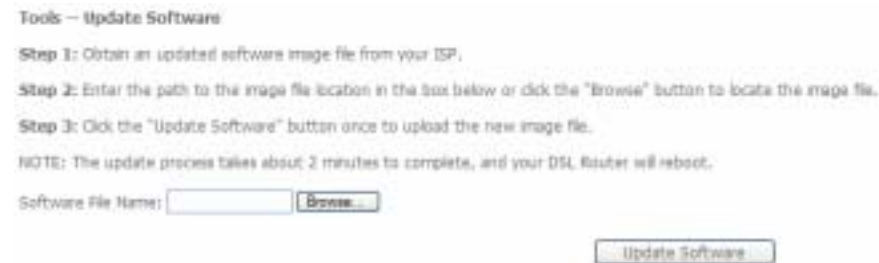 Tools -- Update Software
Step 1: Obtain an updated software image file from your ISP.
Step 2: Enter the path to the image file location in the box below or click the "Browse" button to locate the image file.
Step 3: Click the "Update Software" button once to upload the new image file.
NOTE: The update process takes about 2 minutes to complete, and your DSL Router will reboot.
Software File Name: Browse...
Update Software